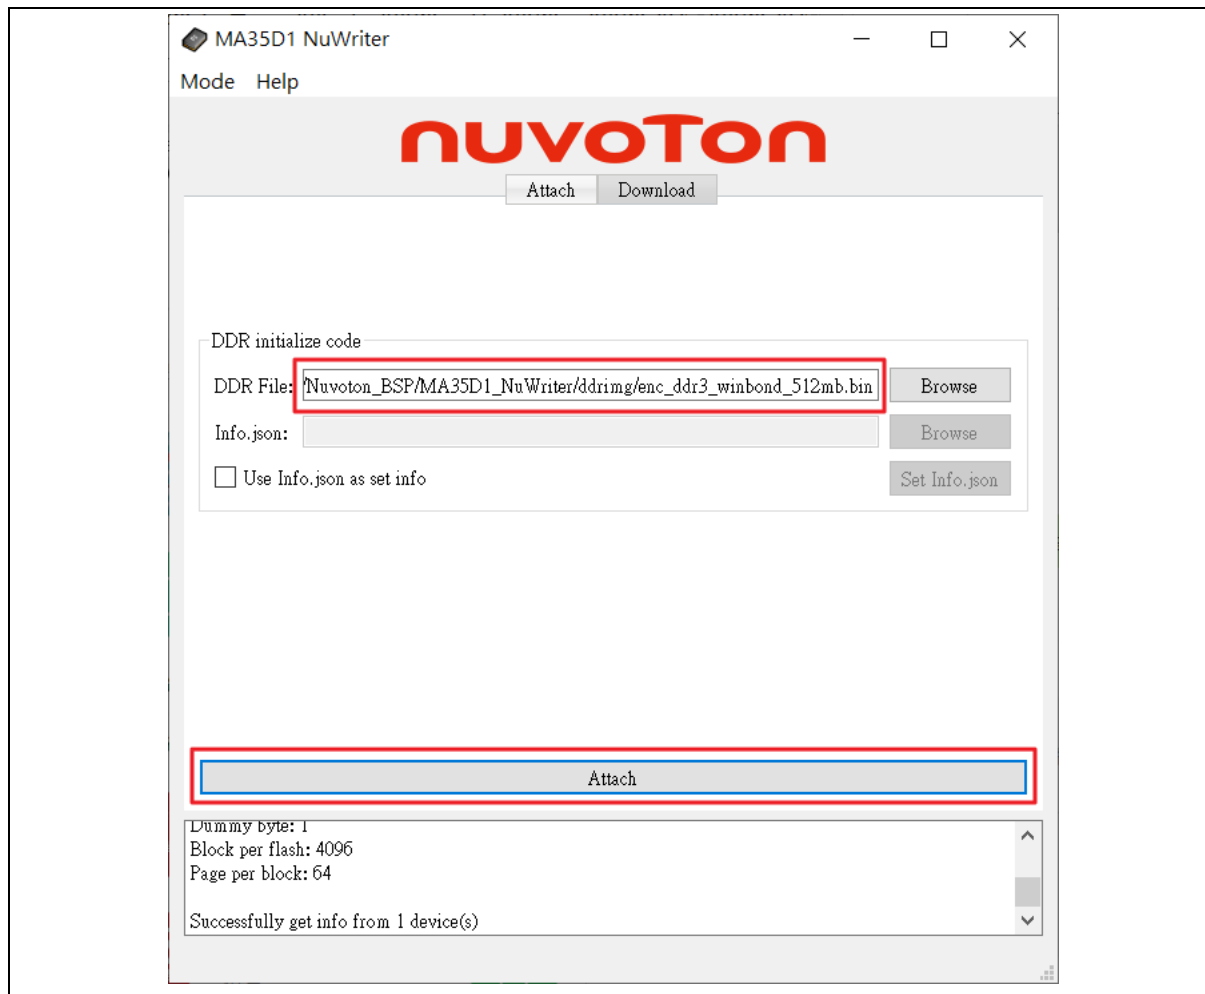 MA35D1 NuWriter
Mode Help
nuvoTon
Attach Download
DDR initialize code
DDR File: /Nuvoton_BSP/MA35D1_NuWriter/ddrimg/enc_ddr3_winbond_512mb.bin Browse
Info.json: Browse
Use Info.json as set info Set Info.json
Attach
Dummy byte: 1
Block per flash: 4096
Page per block: 64
Successfully get info from 1 device(s)